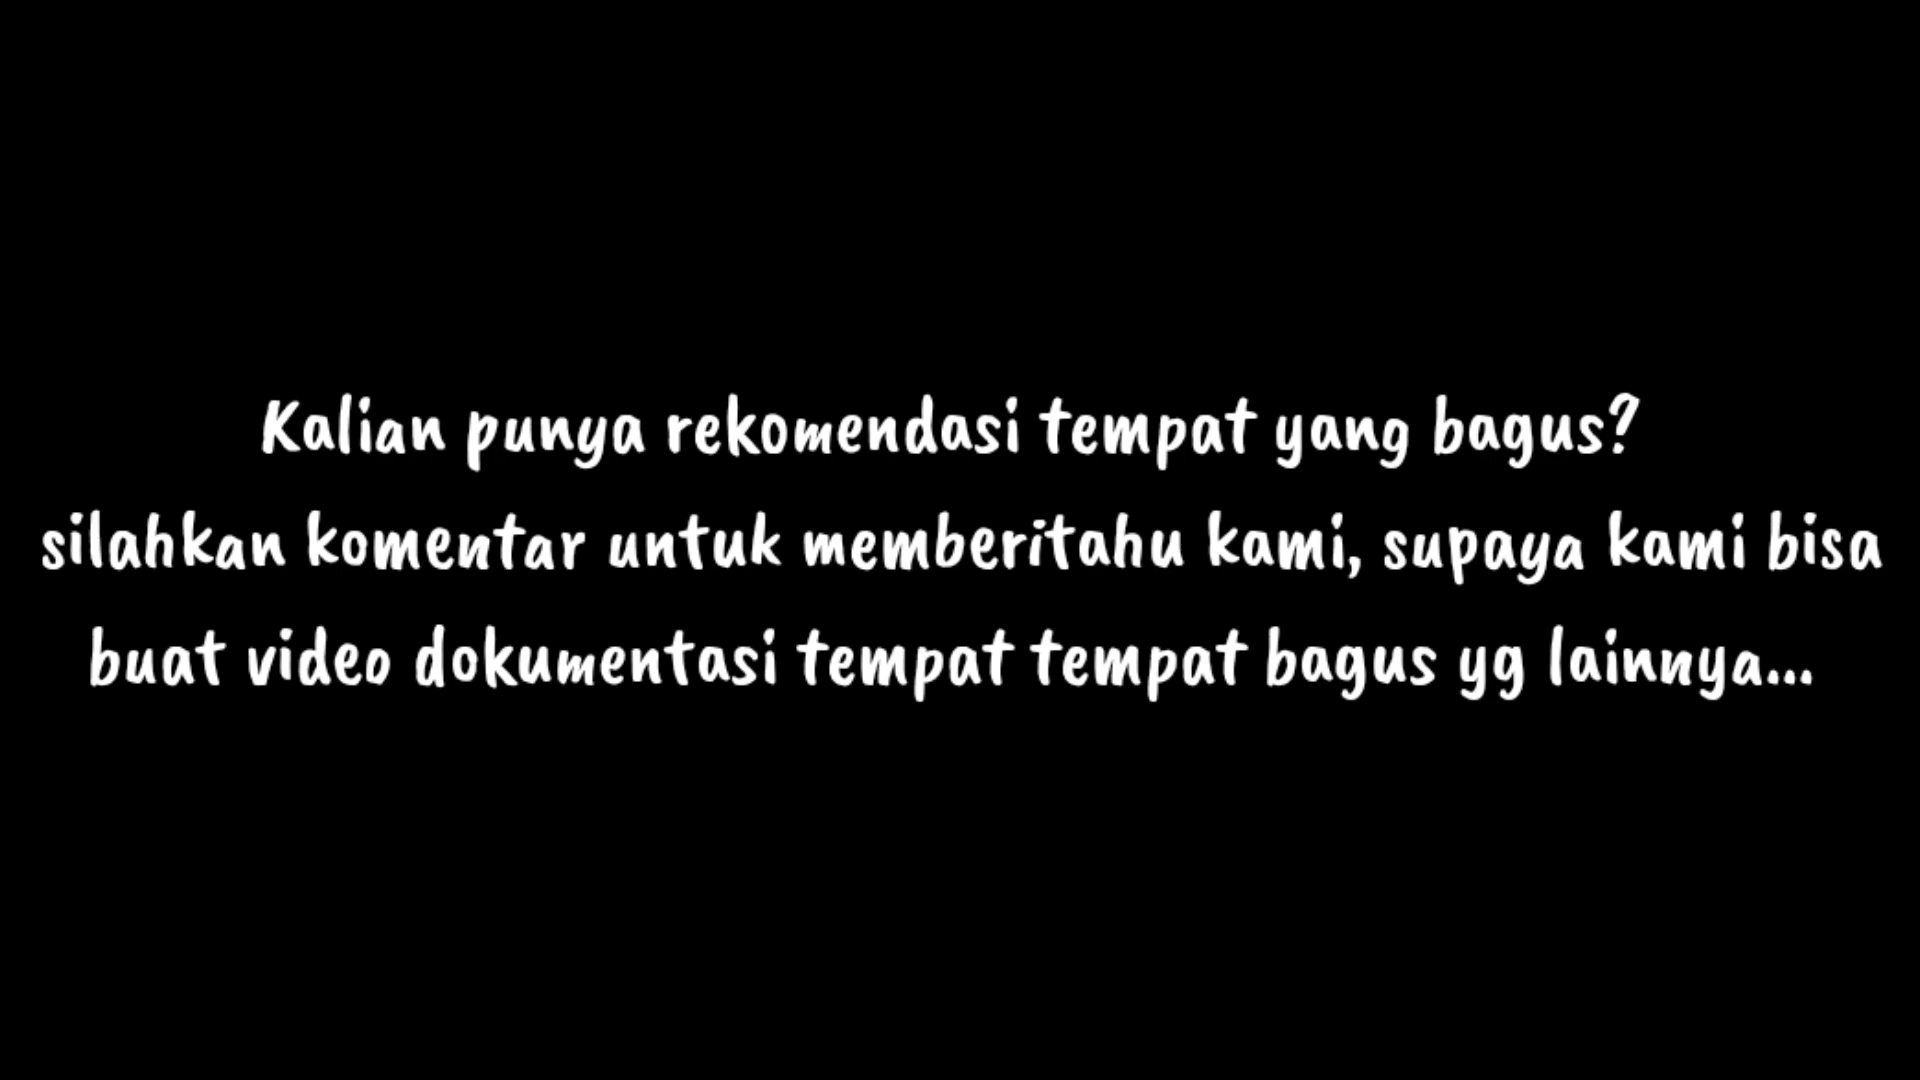 Kalian punya rekomendasi tempat yang bagus?
silahkan komentar untuk memberitahu kami, supaya kami bisa
buat video dokumentasi tempat tempat bagus yg lainnya...